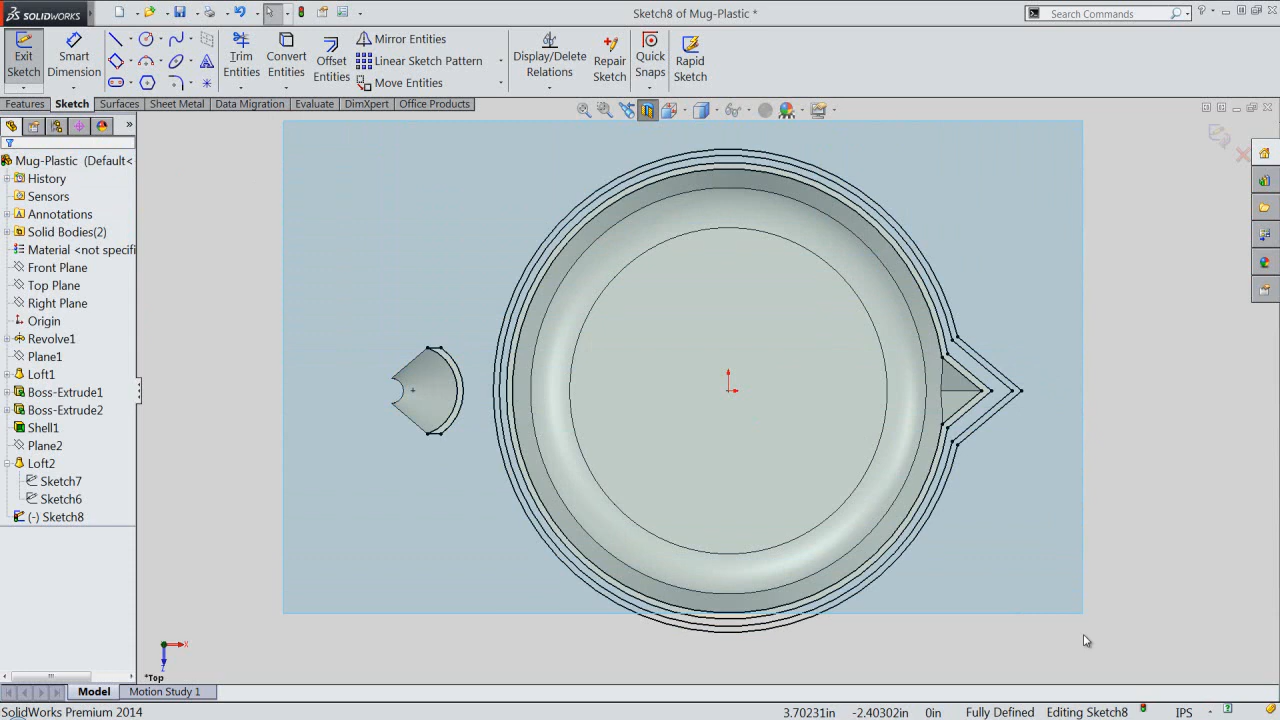 SOLIDWORKS
Sketch8 of Mug-Plastic *
Search Commands
?
Exit Sketch
Smart Dimension
Trim Entities
Convert Entities
Offset Entities
Mirror Entities
Linear Sketch Pattern
Move Entities
Display/Delete Relations
Repair Sketch
Quick Snaps
Rapid Sketch
Features Sketch Surfaces Sheet Metal Data Migration Evaluate DimXpert Office Products
Mug-Plastic (Default<
History
Sensors
Annotations
Solid Bodies(2)
Material <not specifi
Front Plane
Top Plane
Right Plane
Origin
Revolve1
Plane1
Loft1
Boss-Extrude1
Boss-Extrude2
Shell1
Plane2
Loft2
Sketch7
Sketch6
(-) Sketch8
X
Z
*Top
Model Motion Study 1
SolidWorks Premium 2014 3.70231in -2.40302in 0in Fully Defined Editing Sketch8 IPS